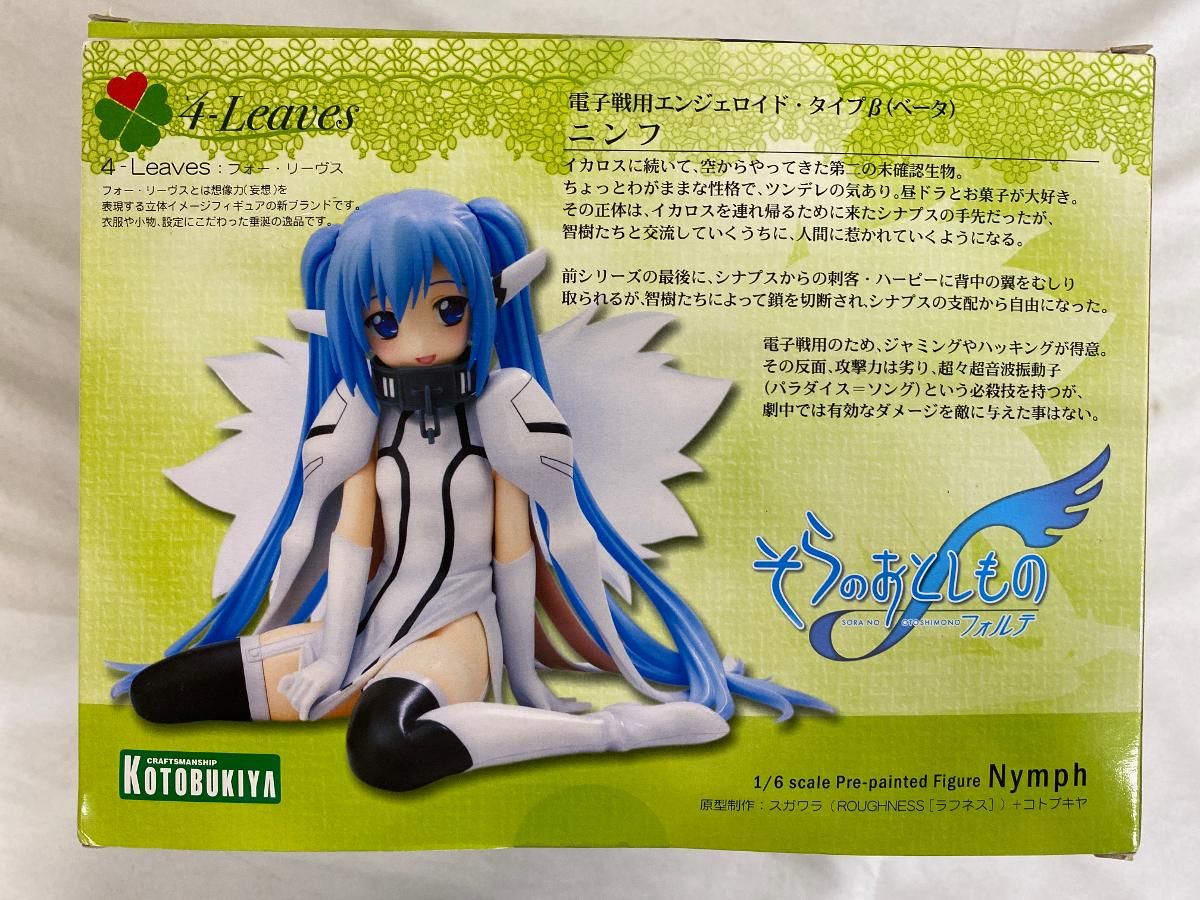 4-Leaves
4-Leaves：フォー・リーヴス
フォー・リーヴスとは想像力(妄想)を
表現する立体イメージフィギュアの新ブランドです。
衣服や小物、設定にこだわった垂涎の逸品です。
電子戦用エンジェロイド・タイプβ(ベータ)
ニンフ
イカロスに続いて、空からやってきた第二の未確認生物。
ちょっとわがままな性格で、ツンデレの気あり。昼ドラとお菓子が大好き。
その正体は、イカロスを連れ帰るために来たシナプスの手先だったが、
智樹たちと交流していくうちに、人間に惹かれていくようになる。
前シリーズの最後に、シナプスからの刺客・ハーピーに背中の翼をむしり
取られるが、智樹たちによって鎖を切断され、シナプスの支配から自由になった。
電子戦用のため、ジャミングやハッキングが得意。
その反面、攻撃力は劣り、超々超音波振動子
(パラダイス＝ソング)という必殺技を持つが、
劇中では有効なダメージを敵に与えた事はない。
そらのおとしもの
SORA NO OTOSHIMONO フォルテ
CRAFTSMANSHIP
KOTOBUKIYA
1/6 scale Pre-painted Figure Nymph
原型制作：スガワラ（ROUGHNESS［ラフネス］）＋コトブキヤ